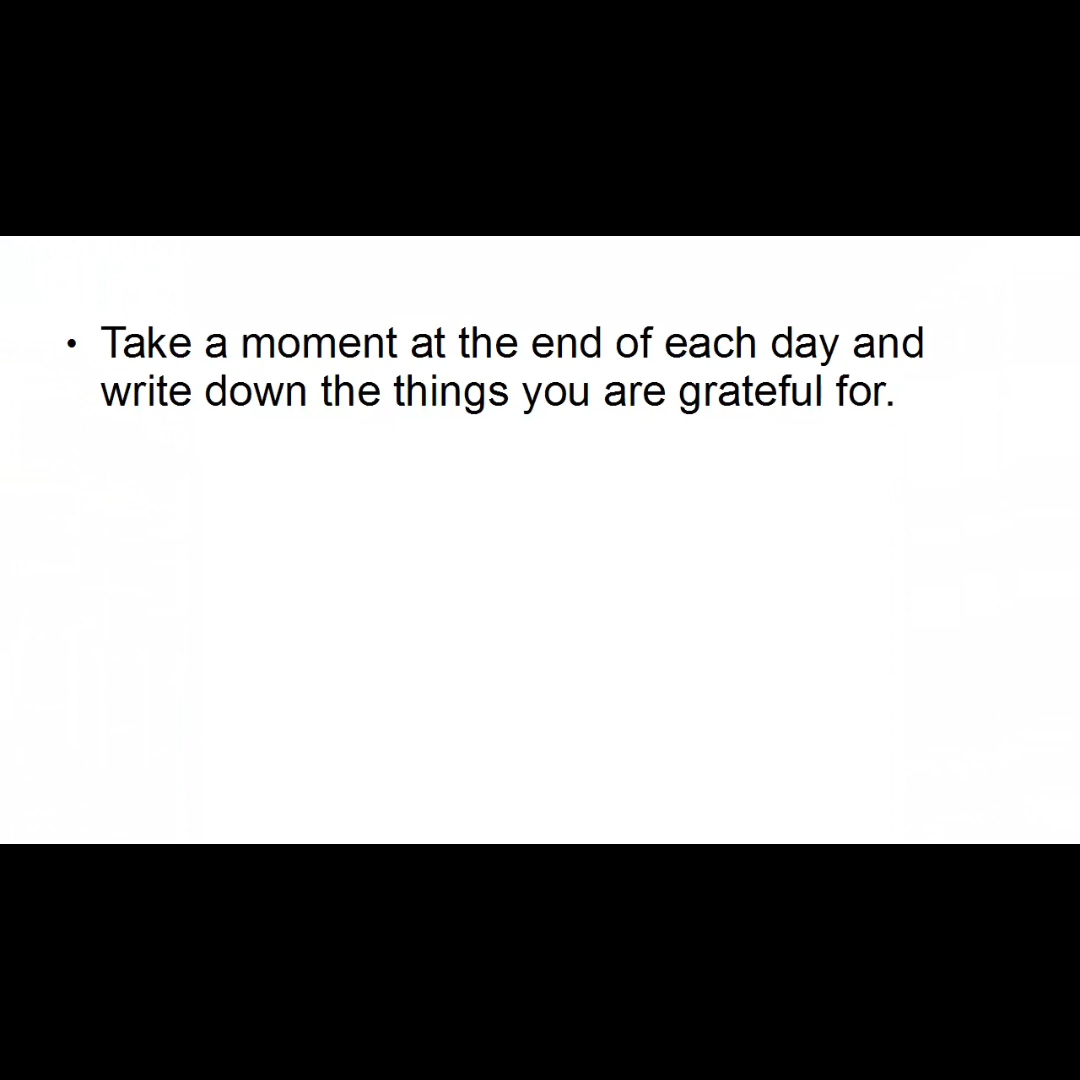 • Take a moment at the end of each day and
write down the things you are grateful for.